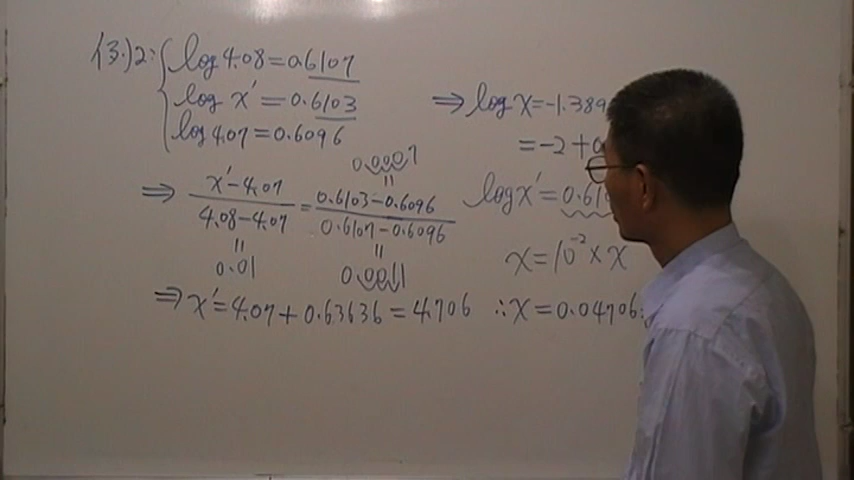 例2: log 4.08 = 0.6107
log x' = 0.6103
log 4.07 = 0.6096
⇒ (x' - 4.07)/(4.08 - 4.07) = (0.6103 - 0.6096)/(0.6107 - 0.6096)
0.0007
0.01
0.0011
⇒ x' = 4.07 + 0.63636 = 4.706
⇒ log x = -1.389
= -2 +
log x' = 0.61
x = 10⁻² × x
∴ x = 0.04706